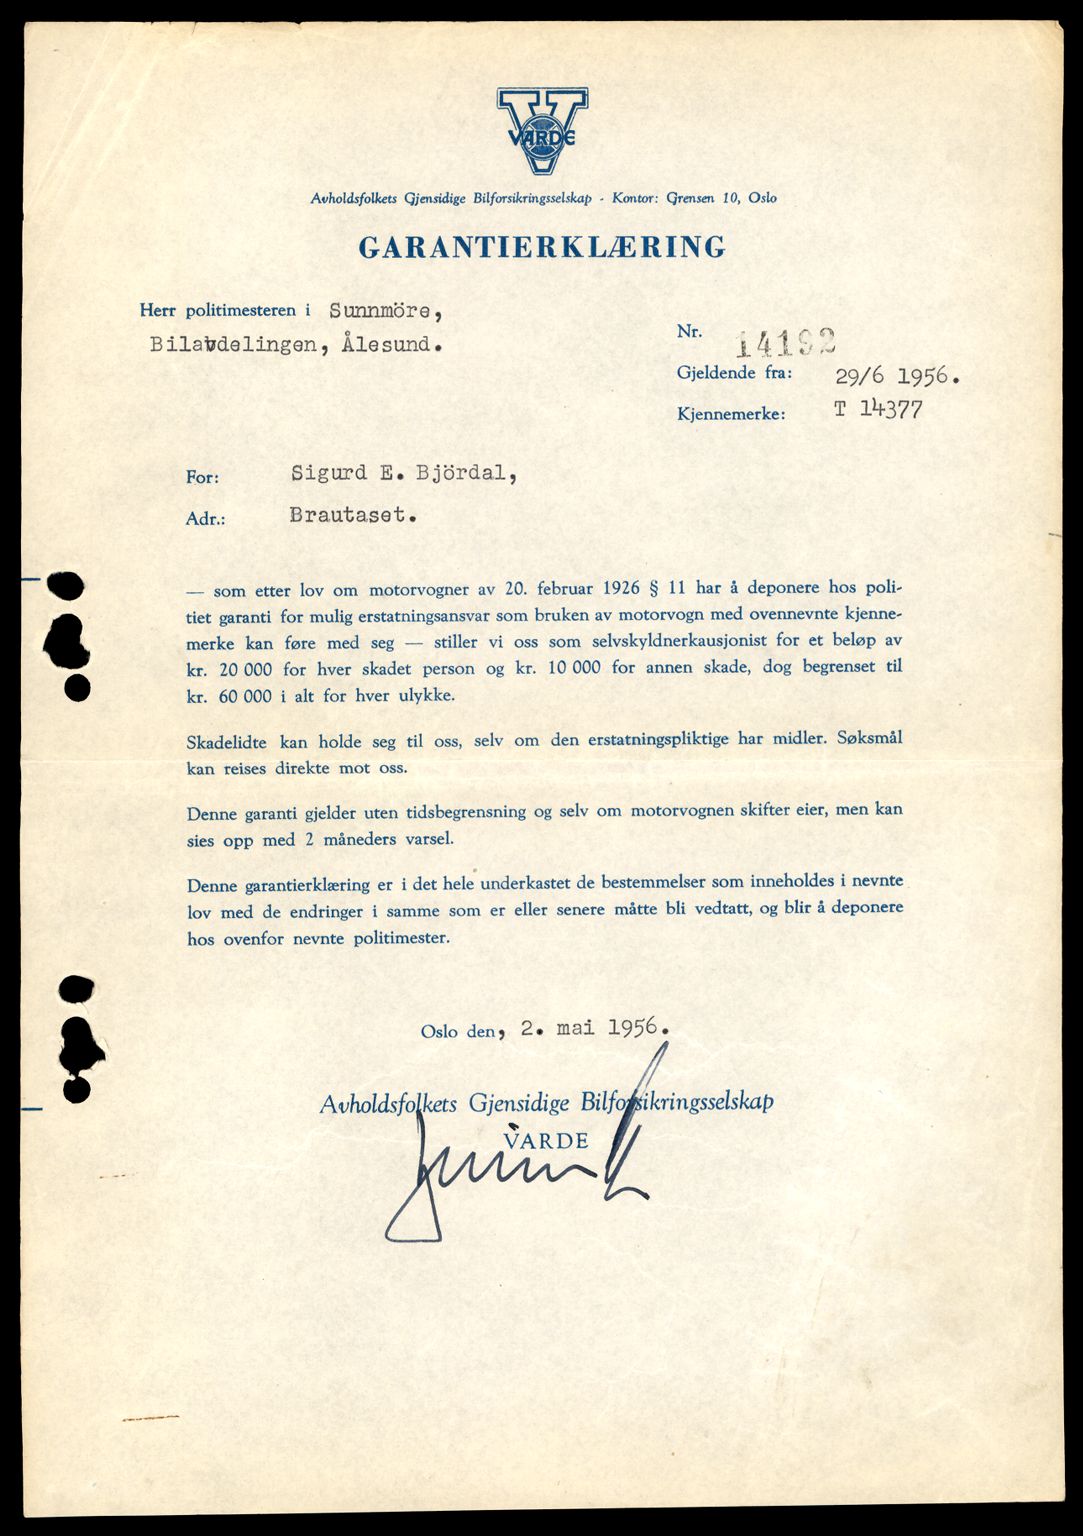 VARDE
Avholdsfolkets Gjensidige Bilforsikringsselskap - Kontor: Grensen 10, Oslo
GARANTIERKLÆRING
Herr politimesteren i Sunnmöre,
Bilavdelingen, Ålesund.
Nr. 14192
Gjeldende fra: 29/6 1956.
Kjennemerke: T 14377
For: Sigurd E. Björdal,
Adr.: Brautaset.
— som etter lov om motorvogner av 20. februar 1926 § 11 har å deponere hos poli-
tiet garanti for mulig erstatningsansvar som bruken av motorvogn med ovennevnte kjenne-
merke kan føre med seg — stiller vi oss som selvskyldnerkausjonist for et beløp av
kr. 20 000 for hver skadet person og kr. 10 000 for annen skade, dog begrenset til
kr. 60 000 i alt for hver ulykke.
Skadelidte kan holde seg til oss, selv om den erstatningspliktige har midler. Søksmål
kan reises direkte mot oss.
Denne garanti gjelder uten tidsbegrensning og selv om motorvognen skifter eier, men kan
sies opp med 2 måneders varsel.
Denne garantierklæring er i det hele underkastet de bestemmelser som inneholdes i nevnte
lov med de endringer i samme som er eller senere måtte bli vedtatt, og blir å deponere
hos ovenfor nevnte politimester.
Oslo den, 2. mai 1956.
Avholdsfolkets Gjensidige Bilforsikringsselskap
VARDE